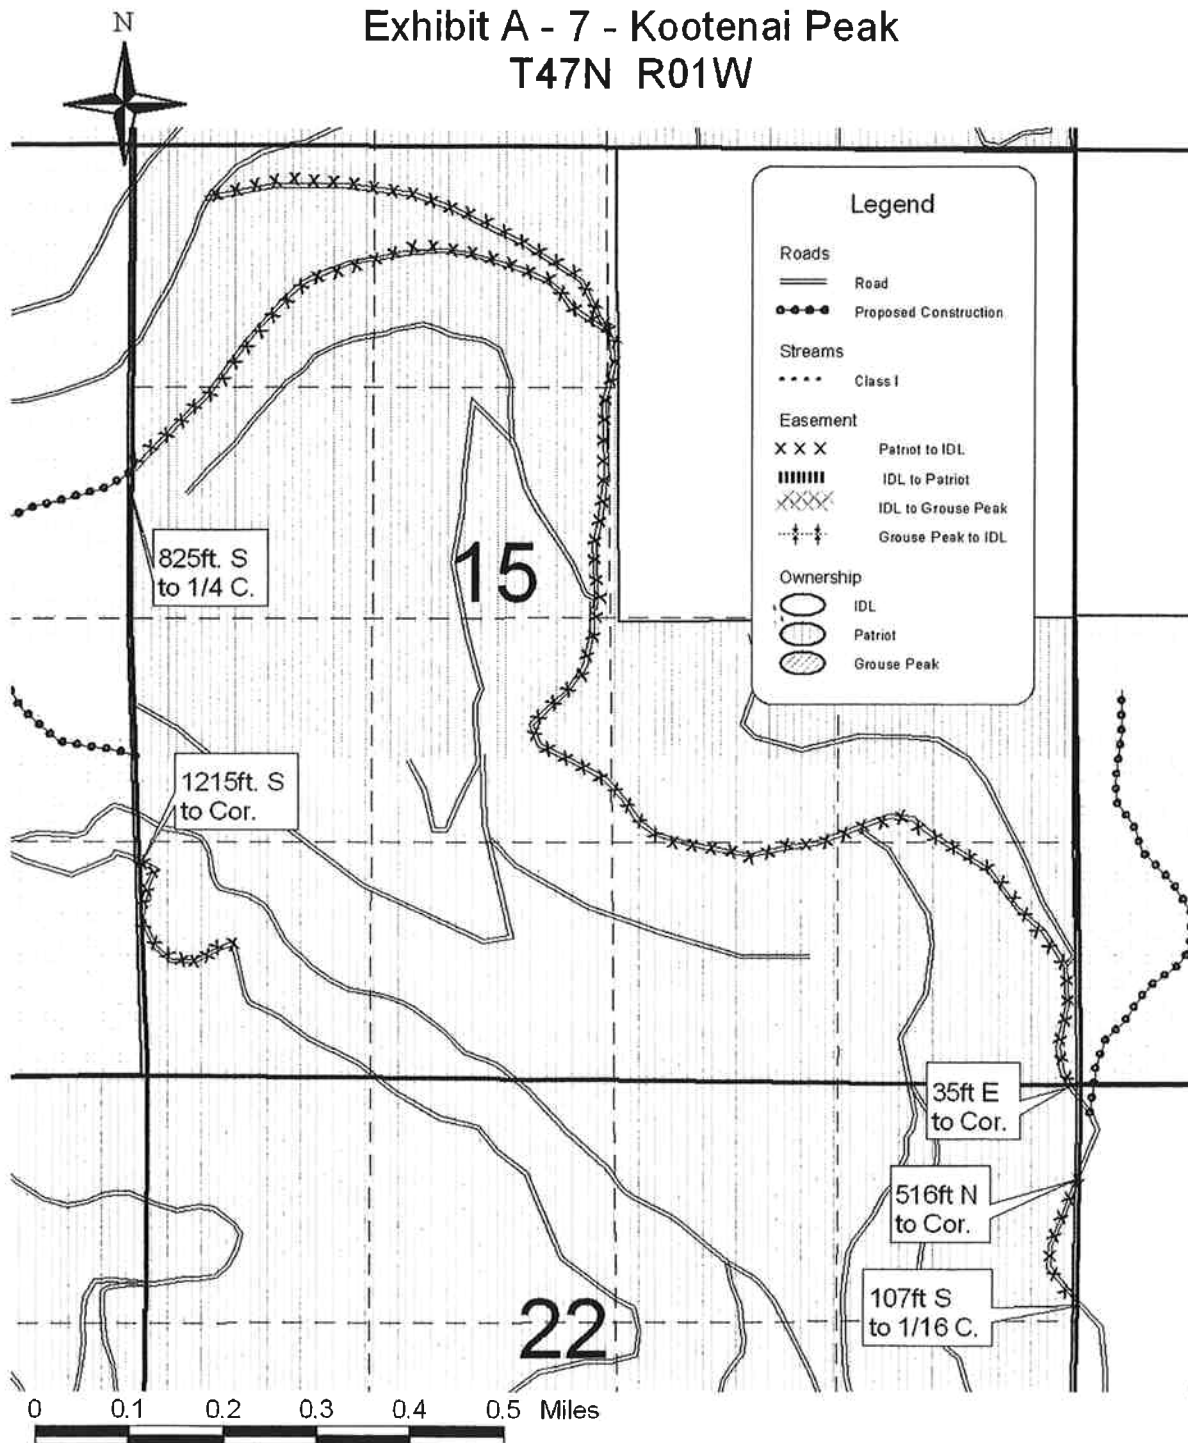 Exhibit A - 7 - Kootenai Peak
T47N R01W
N
Legend
Roads
Road
Proposed Construction
Streams
Class I
Easement
Patriot to IDL
IDL to Patriot
IDL to Grouse Peak
Grouse Peak to IDL
Ownership
IDL
Patriot
Grouse Peak
825ft. S
to 1/4 C.
15
1215ft. S
to Cor.
35ft E
to Cor.
516ft N
to Cor.
107ft S
to 1/16 C.
22
0 0.1 0.2 0.3 0.4 0.5 Miles